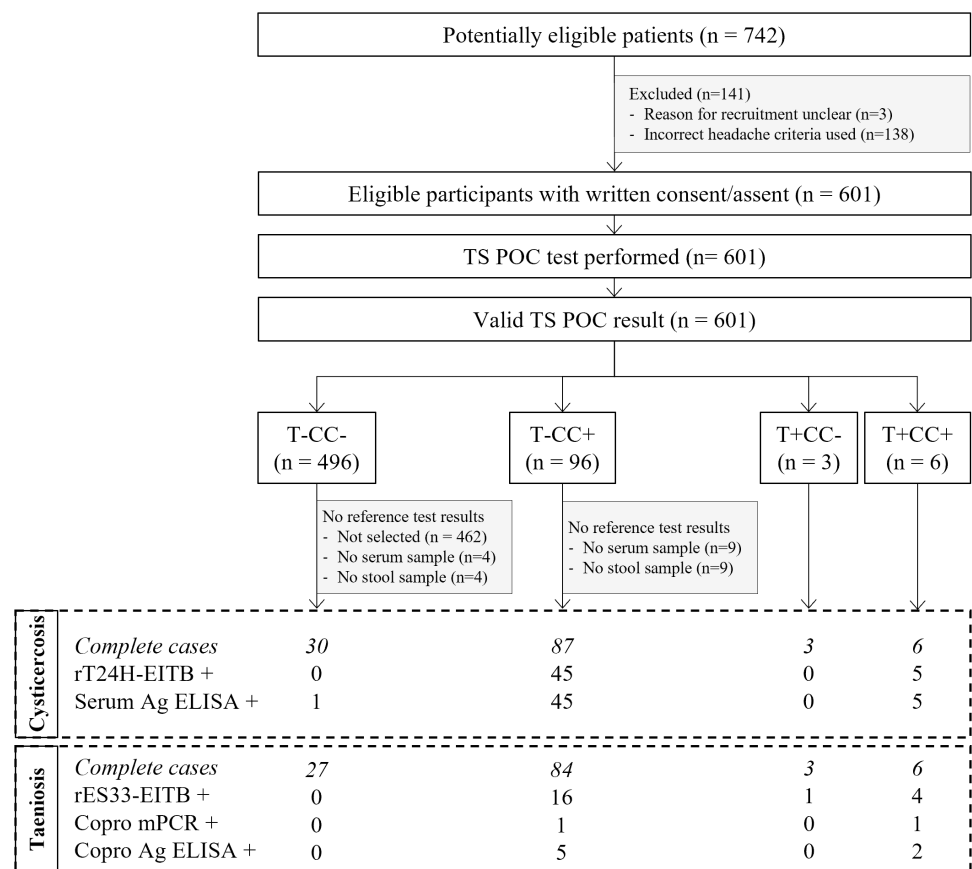 Potentially eligible patients (n = 742)
Excluded (n=141)
- Reason for recruitment unclear (n=3)
- Incorrect headache criteria used (n=138)
Eligible participants with written consent/assent (n = 601)
TS POC test performed (n= 601)
Valid TS POC result (n = 601)
T-CC-
(n = 496)
T-CC+
(n = 96)
T+CC-
(n = 3)
T+CC+
(n = 6)
No reference test results
- Not selected (n = 462)
- No serum sample (n=4)
- No stool sample (n=4)
No reference test results
- No serum sample (n=9)
- No stool sample (n=9)
Cysticercosis
Complete cases 30 87 3 6
rT24H-EITB + 0 45 0 5
Serum Ag ELISA + 1 45 0 5
Taeniosis
Complete cases 27 84 3 6
rES33-EITB + 0 16 1 4
Copro mPCR + 0 1 0 1
Copro Ag ELISA + 0 5 0 2